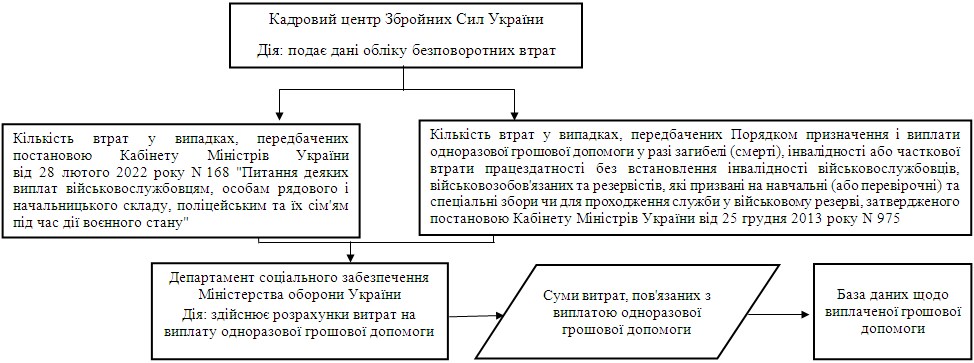 Кадровий центр Збройних Сил України
Дія: подає дані обліку безповоротних втрат
Кількість втрат у випадках, передбачених
постановою Кабінету Міністрів України
від 28 лютого 2022 року N 168 "Питання деяких
виплат військовослужбовцям, особам рядового і
начальницького складу, поліцейським та їх сім'ям
під час дії воєнного стану"
Кількість втрат у випадках, передбачених Порядком призначення і виплати
одноразової грошової допомоги у разі загибелі (смерті), інвалідності або часткової
втрати працездатності без встановлення інвалідності військовослужбовців,
військовозобов'язаних та резервістів, які призвані на навчальні (або перевірочні) та
спеціальні збори чи для проходження служби у військовому резерві, затвердженого
постановою Кабінету Міністрів України від 25 грудня 2013 року N 975
Департамент соціального забезпечення
Міністерства оборони України
Дія: здійснює розрахунки витрат на
виплату одноразової грошової допомоги
Суми витрат, пов'язаних з
виплатою одноразової
грошової допомоги
База даних щодо
виплаченої грошової
допомоги